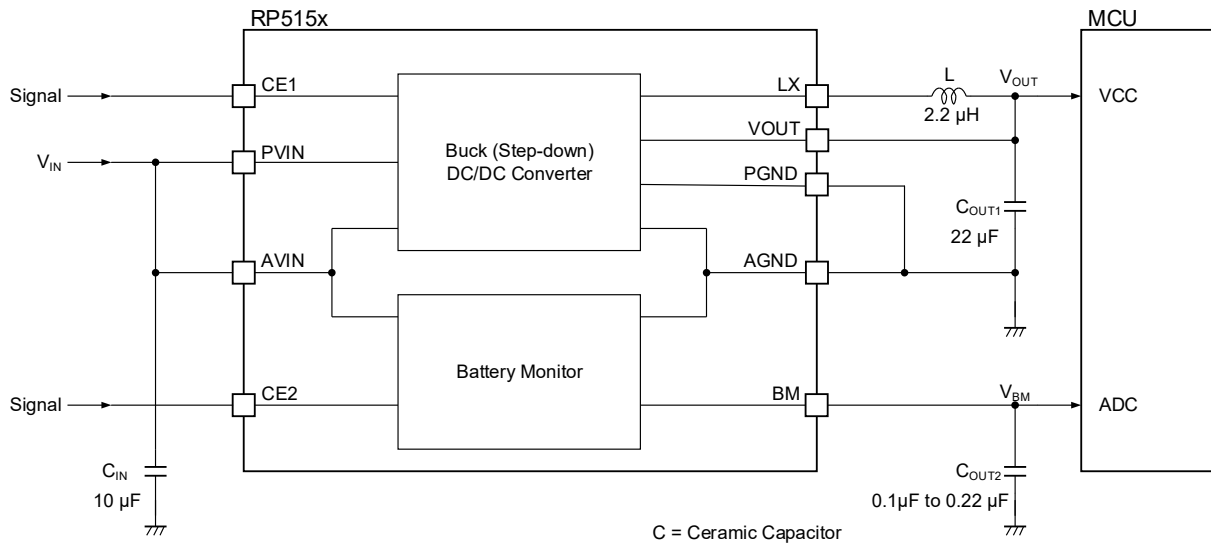 RP515x
MCU
Signal
CE1
LX
L
2.2 µH
VOUT
VCC
VOUT
VIN
PVIN
Buck (Step-down)
DC/DC Converter
PGND
COUT1
22 µF
AVIN
AGND
Battery Monitor
Signal
CE2
BM
VBM
ADC
CIN
10 µF
COUT2
0.1µF to 0.22 µF
C = Ceramic Capacitor